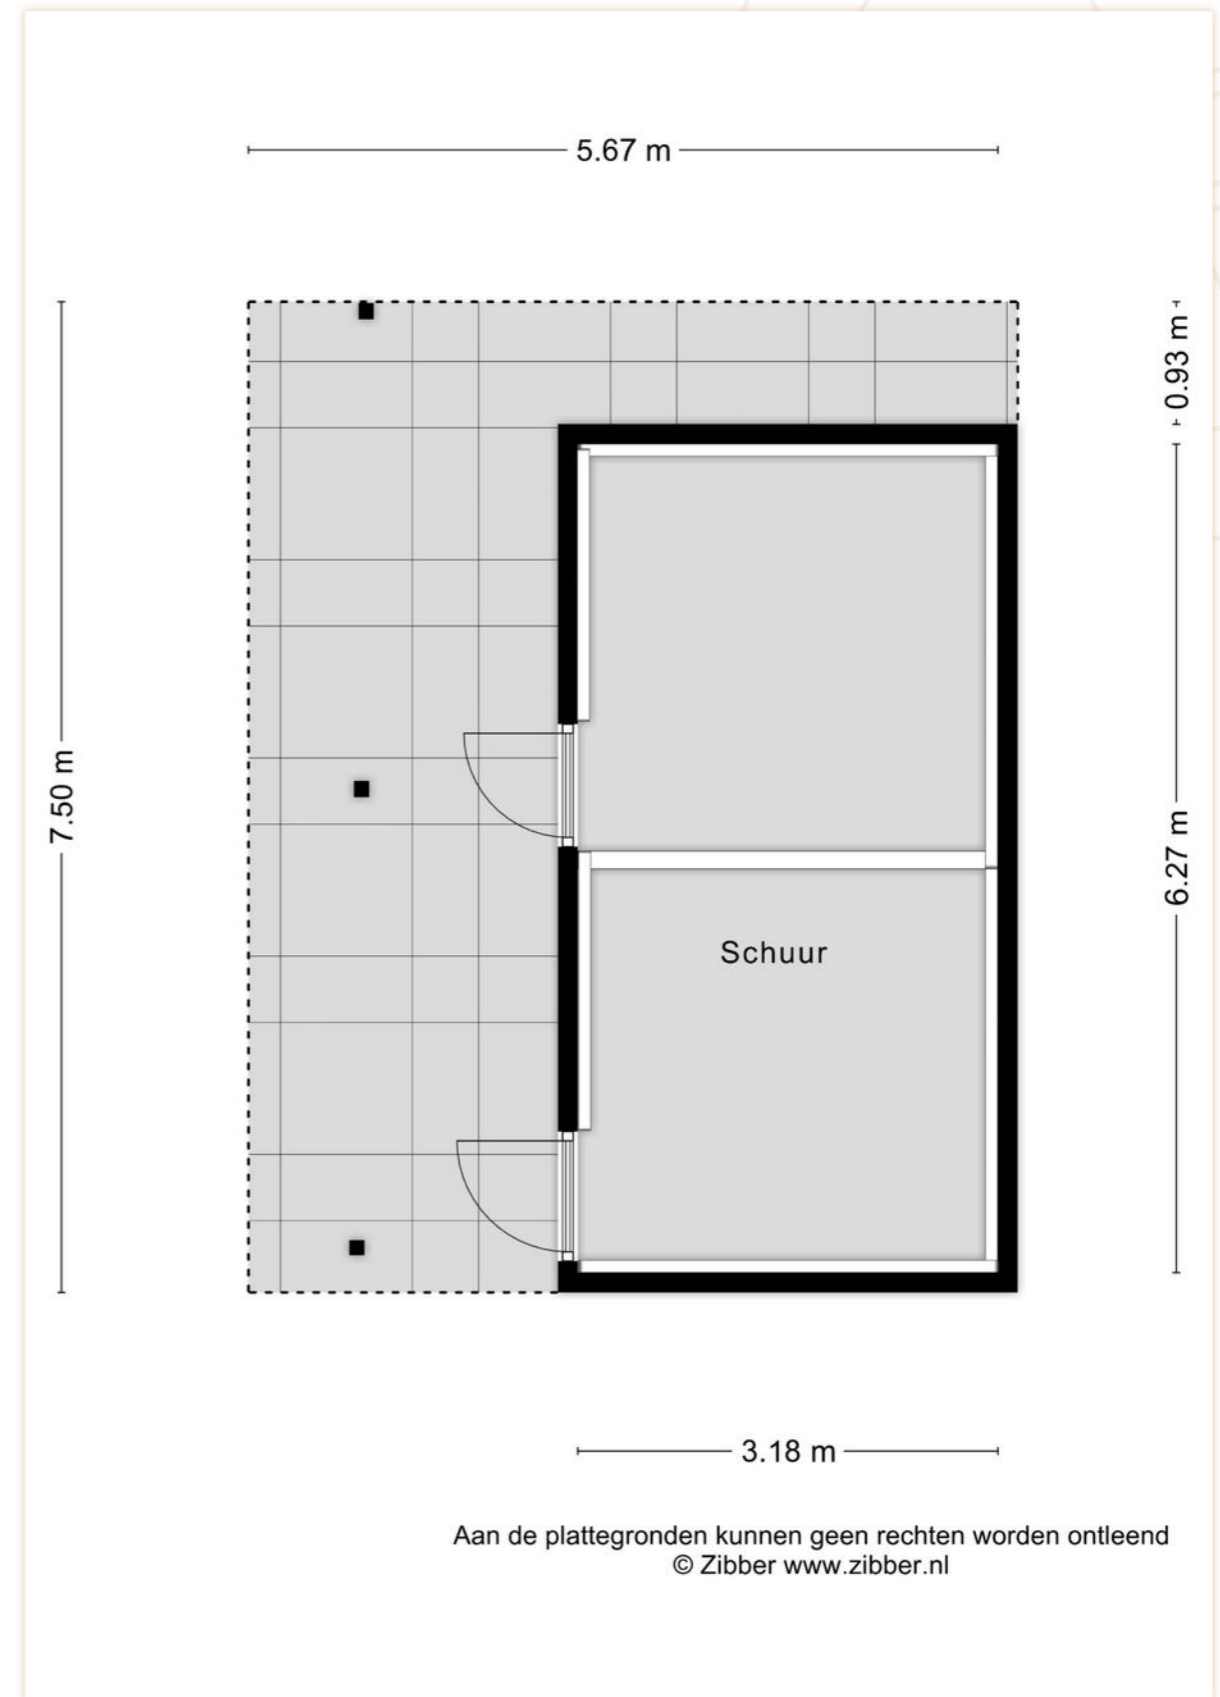 5.67 m
0.93 m
7.50 m
6.27 m
Schuur
3.18 m
Aan de plattegronden kunnen geen rechten worden ontleend
© Zibber www.zibber.nl